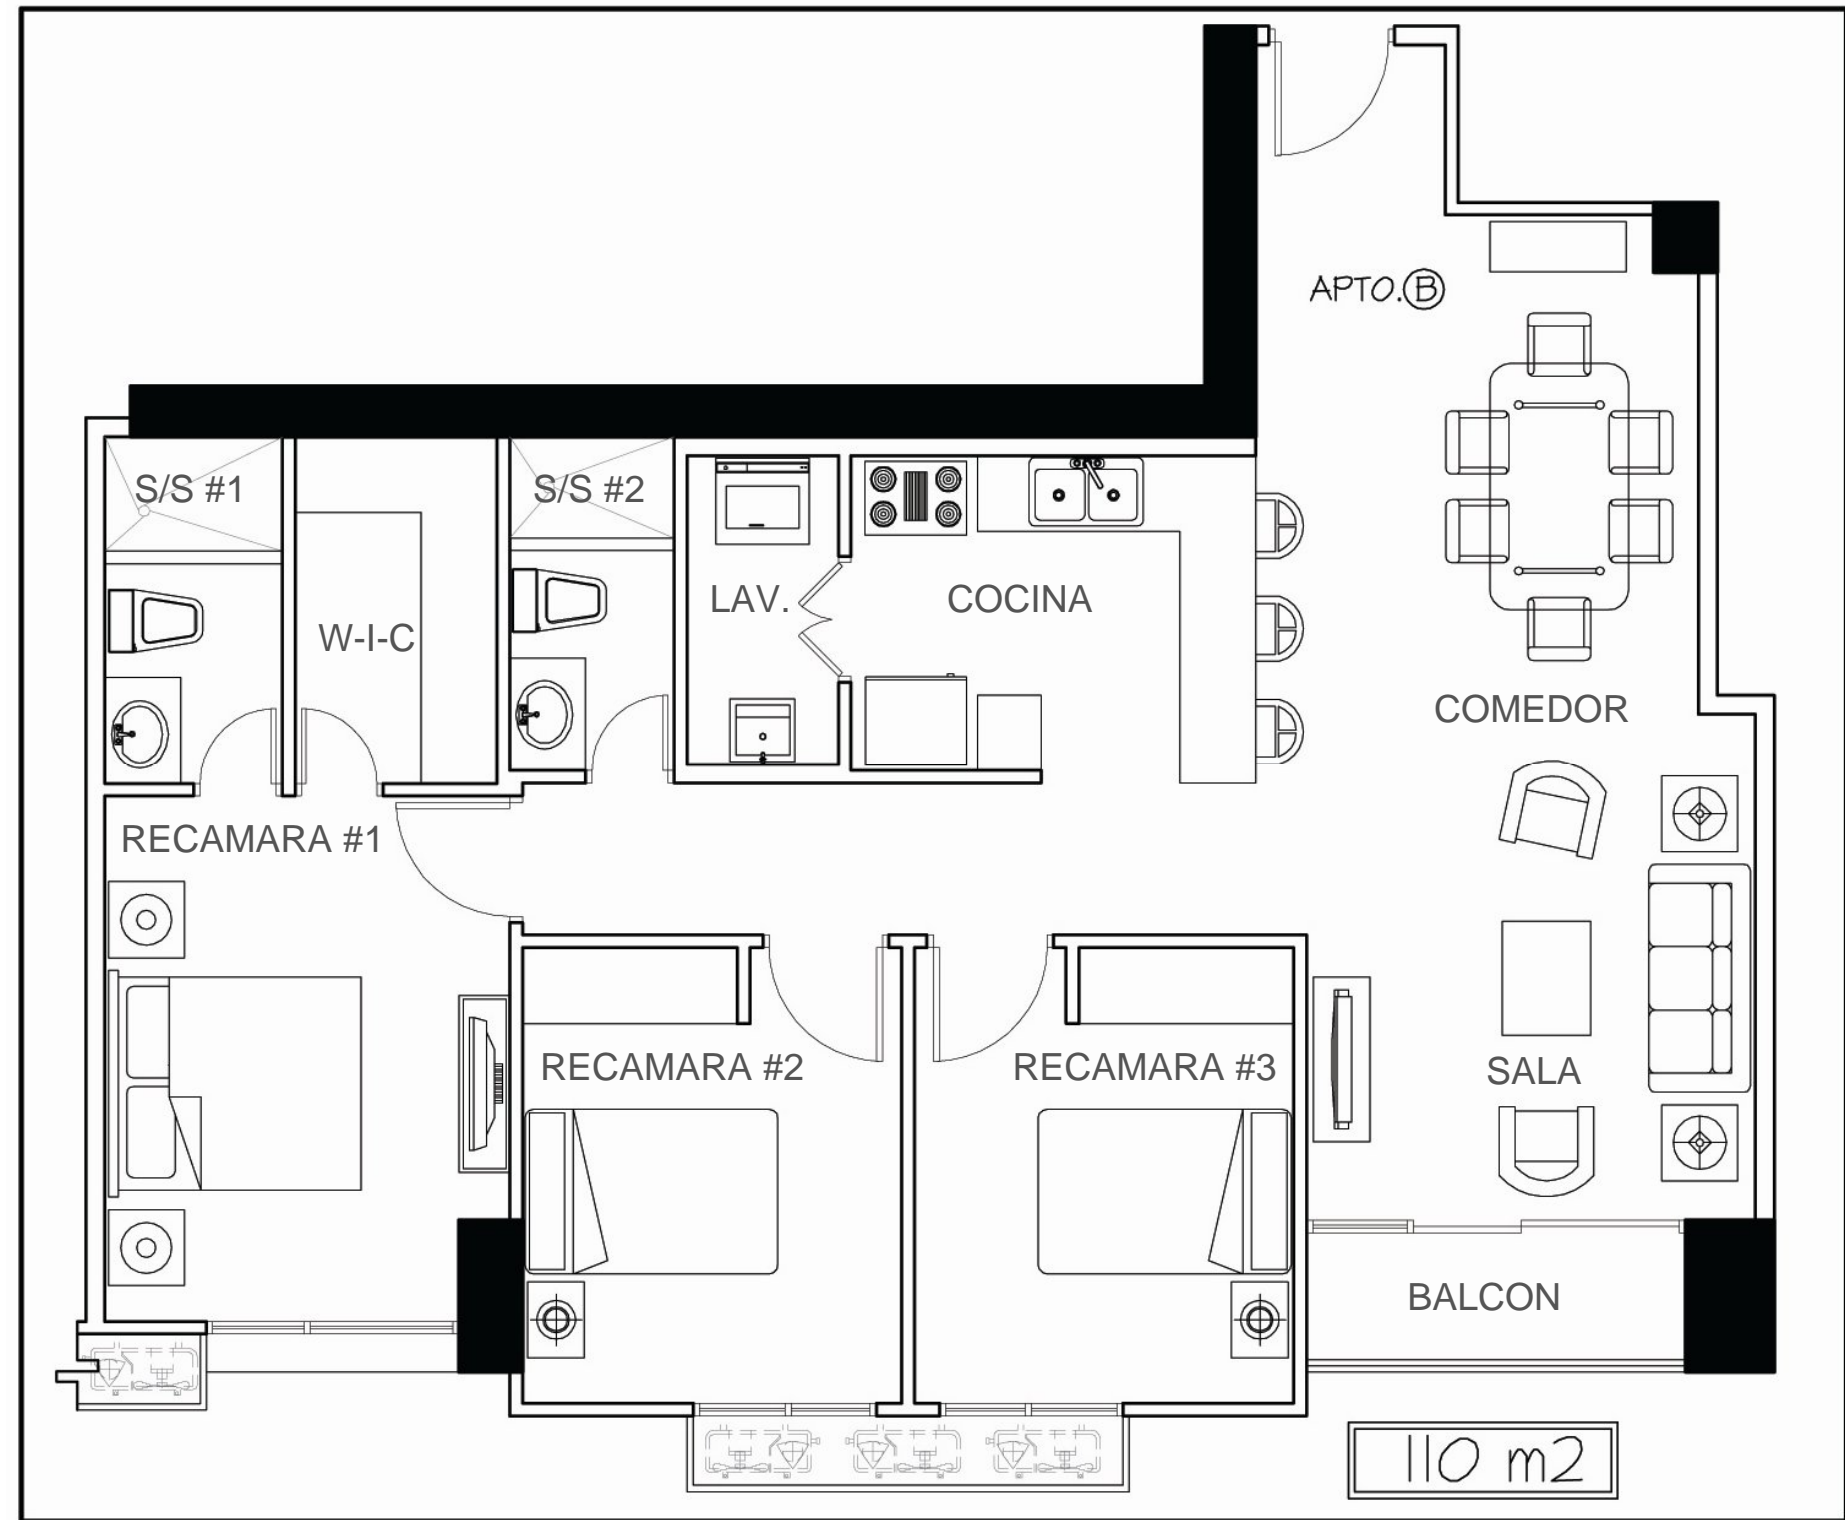 APTO. B
S/S #1
S/S #2
W-I-C
LAV.
COCINA
COMEDOR
RECAMARA #1
RECAMARA #2
RECAMARA #3
SALA
BALCON
110 m2